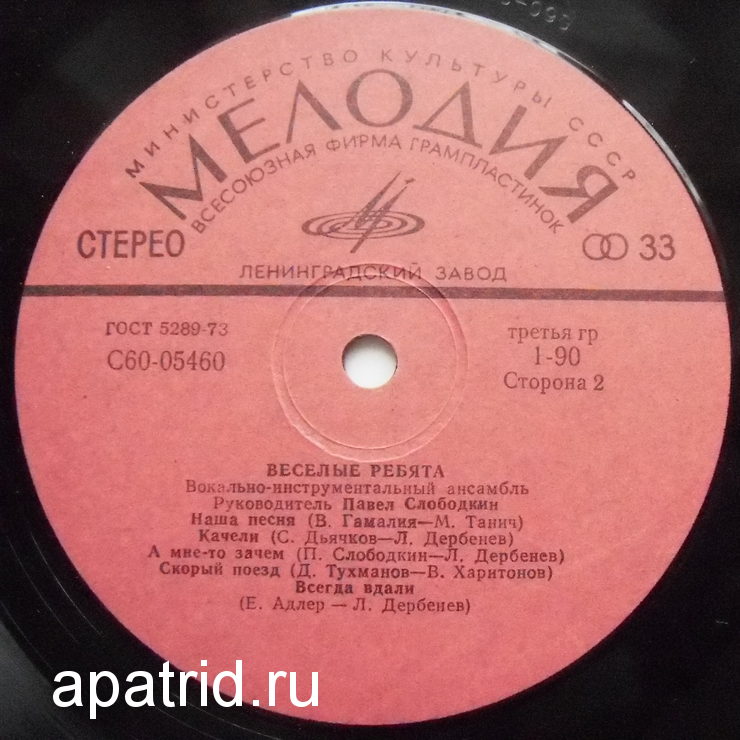 МИНИСТЕРСТВО КУЛЬТУРЫ СССР
МЕЛОДИЯ
ВСЕСОЮЗНАЯ ФИРМА ГРАМПЛАСТИНОК
СТЕРЕО
33
ЛЕНИНГРАДСКИЙ ЗАВОД
ГОСТ 5289-73
третья гр
С60-05460
1-90
Сторона 2
ВЕСЕЛЫЕ РЕБЯТА
Вокально-инструментальный ансамбль
Руководитель Павел Слободкин
Наша песня (В. Гамалия—М. Танич)
Качели (С. Дьячков—Л. Дербенев)
А мне-то зачем (П. Слободкин—Л. Дербенев)
Скорый поезд (Д. Тухманов—В. Харитонов)
Всегда вдали
(Е. Адлер — Л. Дербенев)
apatrid.ru